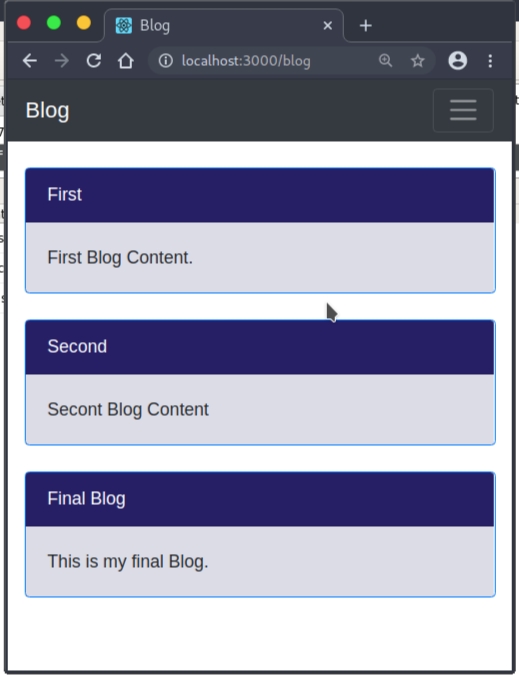 Blog
localhost:3000/blog
Blog
First
First Blog Content.
Second
Secont Blog Content
Final Blog
This is my final Blog.